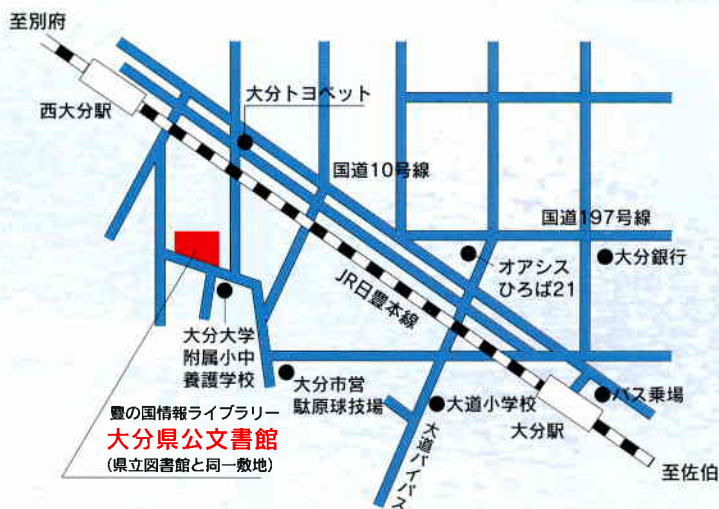 至別府
西大分駅
大分トヨペット
国道10号線
国道197号線
オアシス
ひろば21
大分銀行
JR日豊本線
大分大学
附属小中
養護学校
大分市営
駄原球技場
バス乗場
大道小学校
大分駅
大道バイパス
豊の国情報ライブラリー
大分県公文書館
(県立図書館と同一敷地)
至佐伯